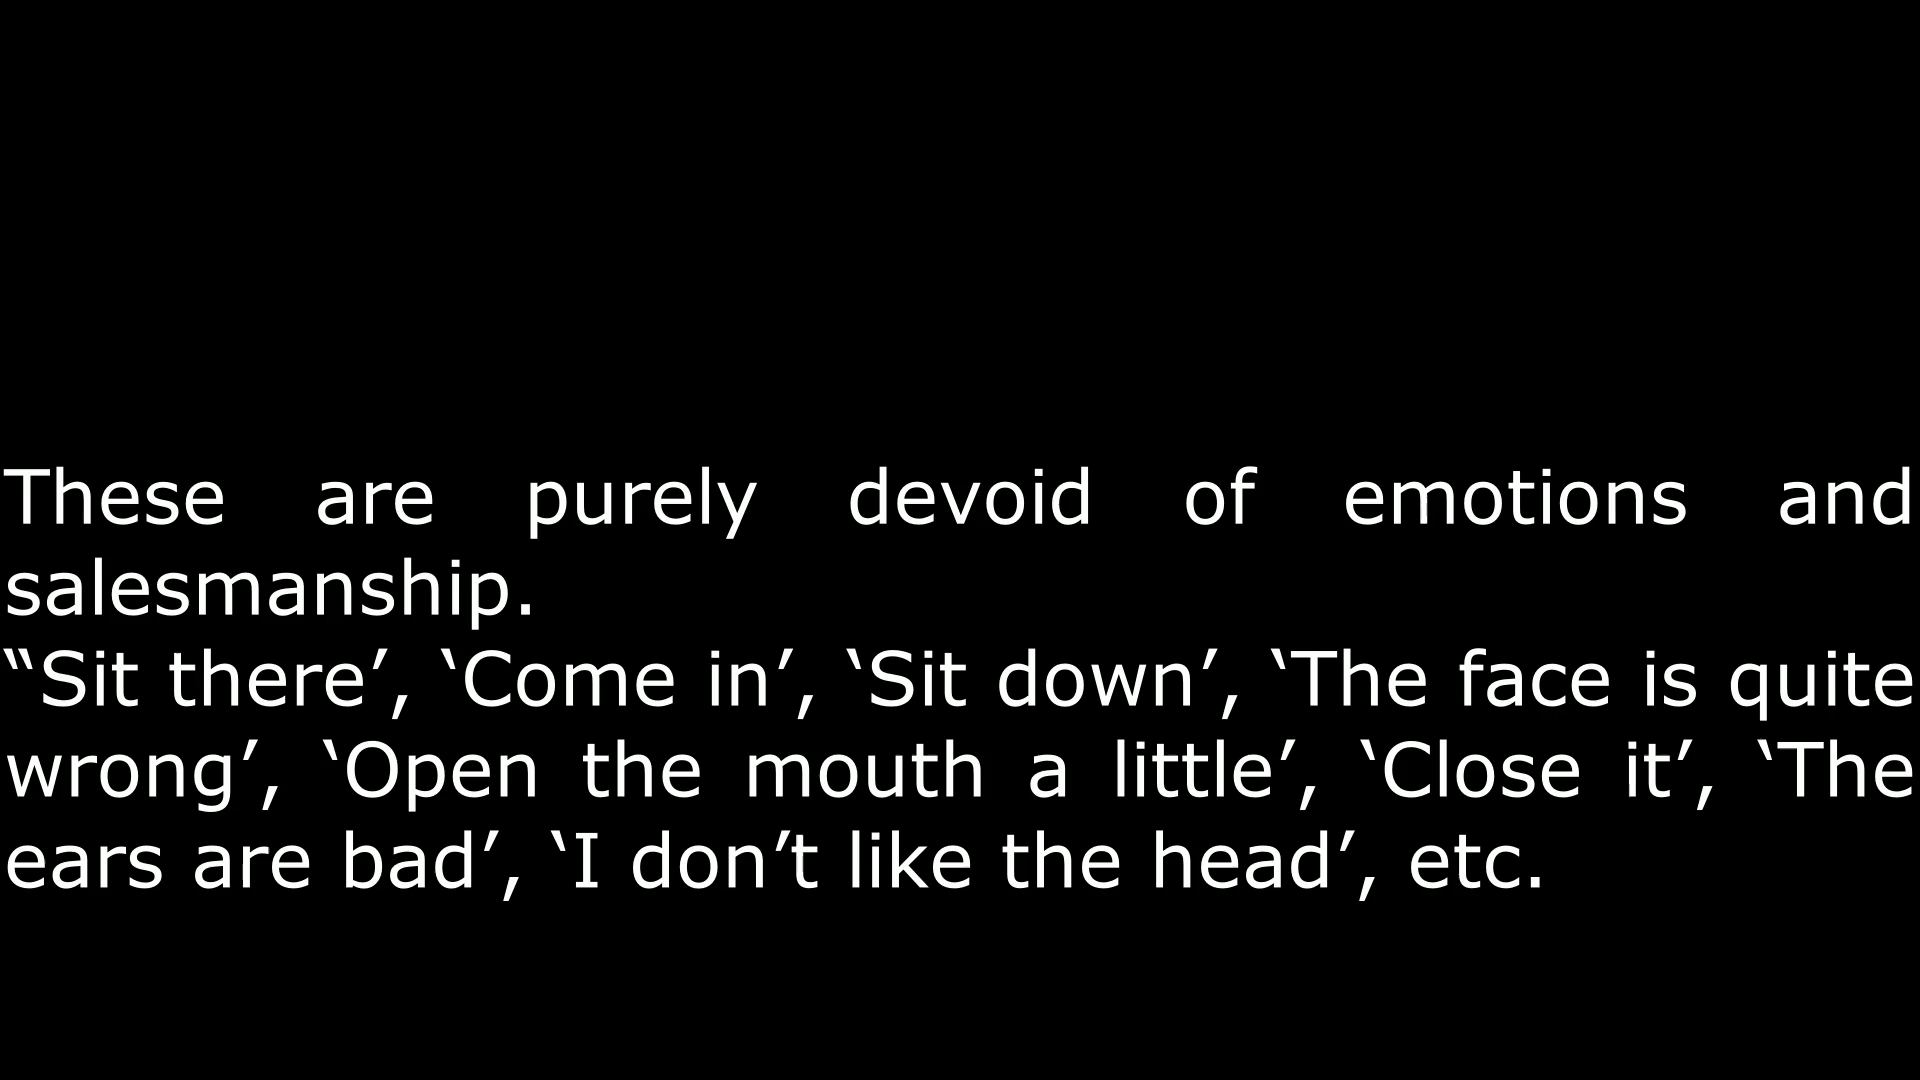 These are purely devoid of emotions and
salesmanship.
“Sit there’, ‘Come in’, ‘Sit down’, ‘The face is quite
wrong’, ‘Open the mouth a little’, ‘Close it’, ‘The
ears are bad’, ‘I don’t like the head’, etc.